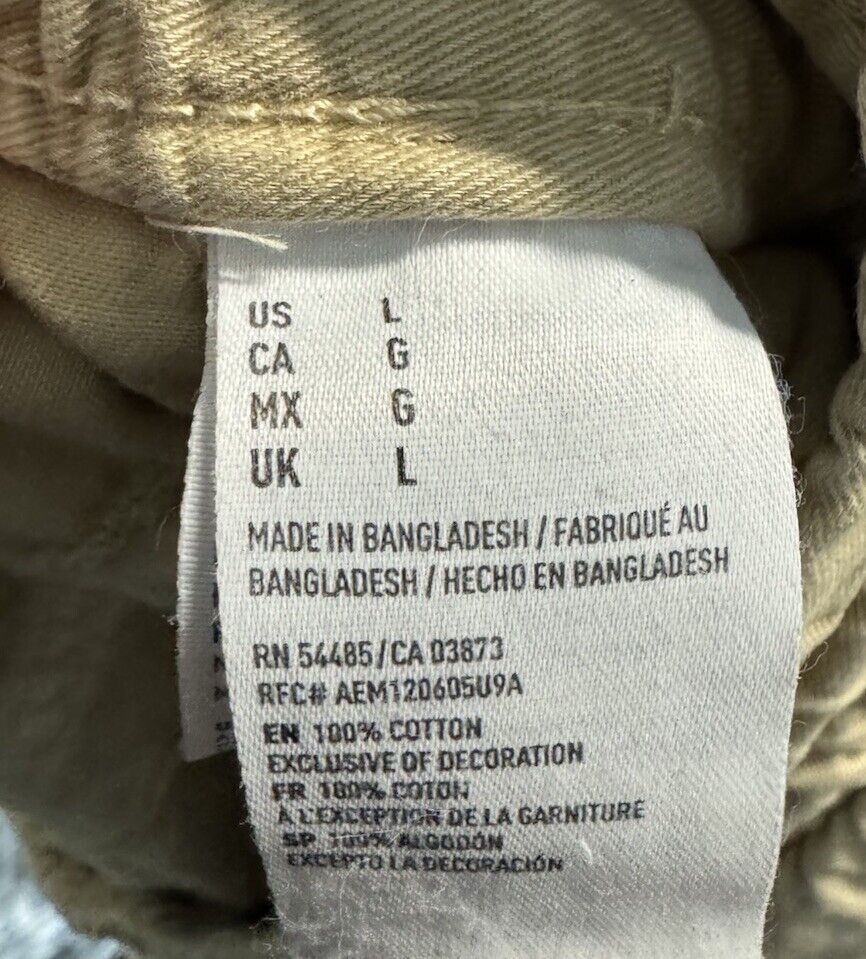 US L
CA G
MX G
UK L
MADE IN BANGLADESH / FABRIQUÉ AU
BANGLADESH / HECHO EN BANGLADESH
RN 54485/CA 03873
RFC# AEM120605U9A
EN 100% COTTON
EXCLUSIVE OF DECORATION
FR 100% COTON
À L'EXCEPTION DE LA GARNITURE
SP 100% ALGODÓN
EXCEPTO LA DECORACIÓN